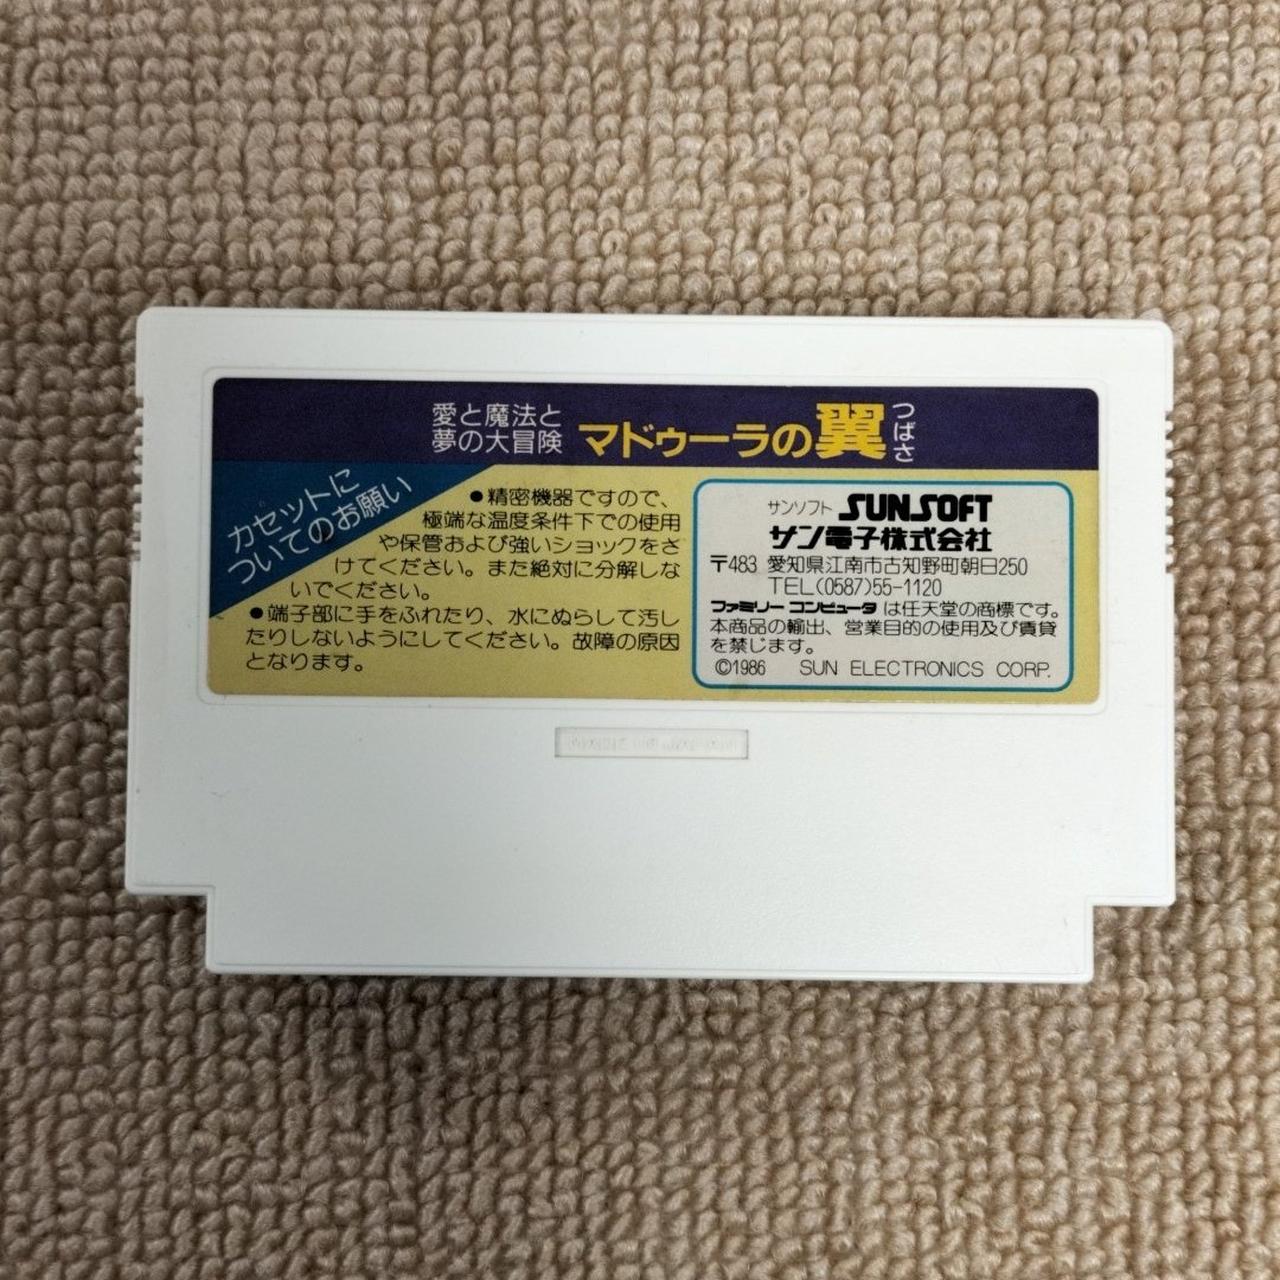 愛と魔法と
夢の大冒険
マドゥーラの翼
つばさ
カセットに
ついてのお願い
●精密機器ですので、
極端な温度条件下での使用
や保管および強いショックをさ
けてください。また絶対に分解しな
いでください。
●端子部に手をふれたり、水にぬらして汚し
たりしないようにしてください。故障の原因
となります。
サンソフト SUNSOFT
サン電子株式会社
〒483 愛知県江南市古知野町朝日250
TEL(0587)55-1120
ファミリー コンピュータ は任天堂の商標です。
本商品の輸出、営業目的の使用及び賃貸
を禁じます。
©1986 SUN ELECTRONICS CORP.